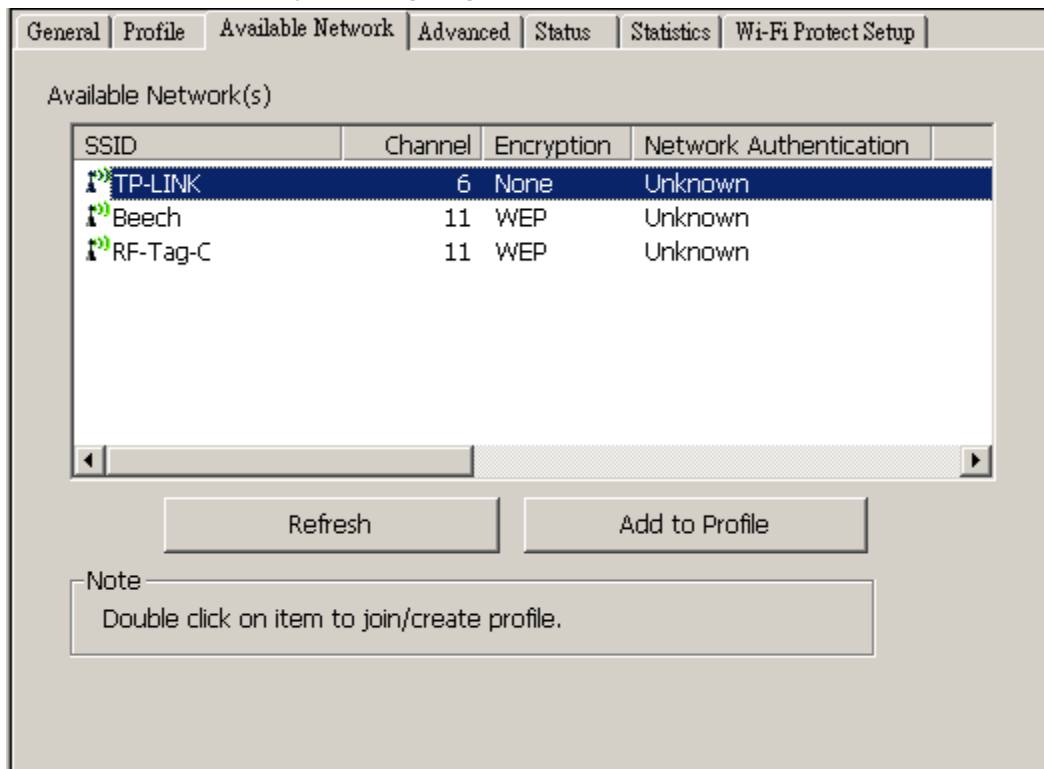 General Profile Available Network Advanced Status Statistics Wi-Fi Protect Setup
Available Network(s)
SSID Channel Encryption Network Authentication
TP-LINK 6 None Unknown
Beech 11 WEP Unknown
RF-Tag-C 11 WEP Unknown
Refresh Add to Profile
Note
Double click on item to join/create profile.